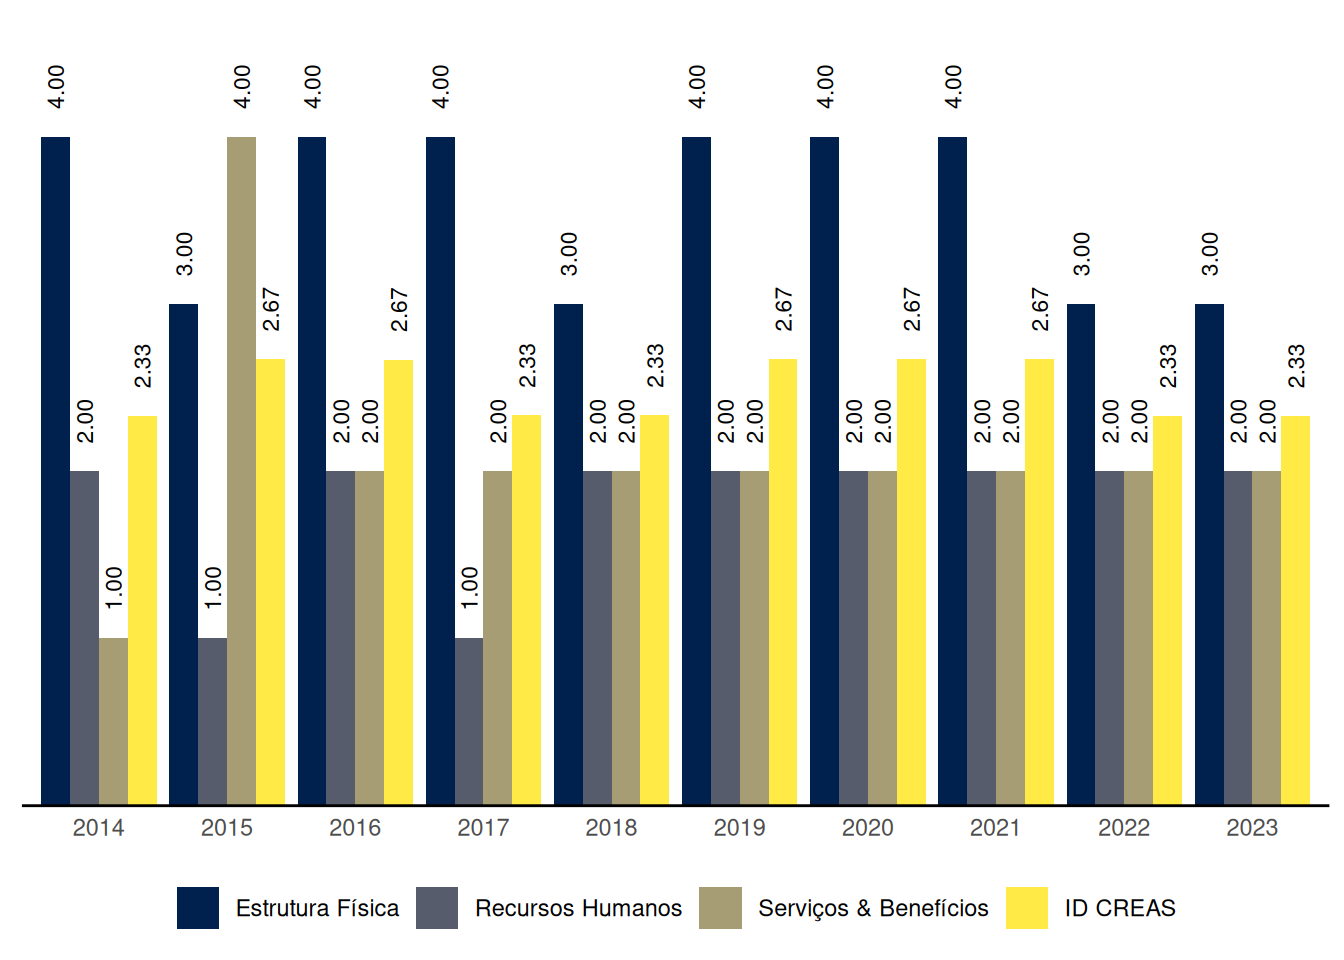 4.00 4.00 4.00 4.00 4.00 4.00 4.00
3.00 3.00 3.00 3.00
2.67 2.67 2.67 2.67 2.67
2.33 2.33 2.33 2.33 2.33
2.00 2.00 2.00 2.00 2.00 2.00 2.00 2.00 2.00 2.00 2.00 2.00 2.00 2.00 2.00 2.00
1.00 1.00 1.00
2014 2015 2016 2017 2018 2019 2020 2021 2022 2023
Estrutura Física Recursos Humanos Serviços & Benefícios ID CREAS